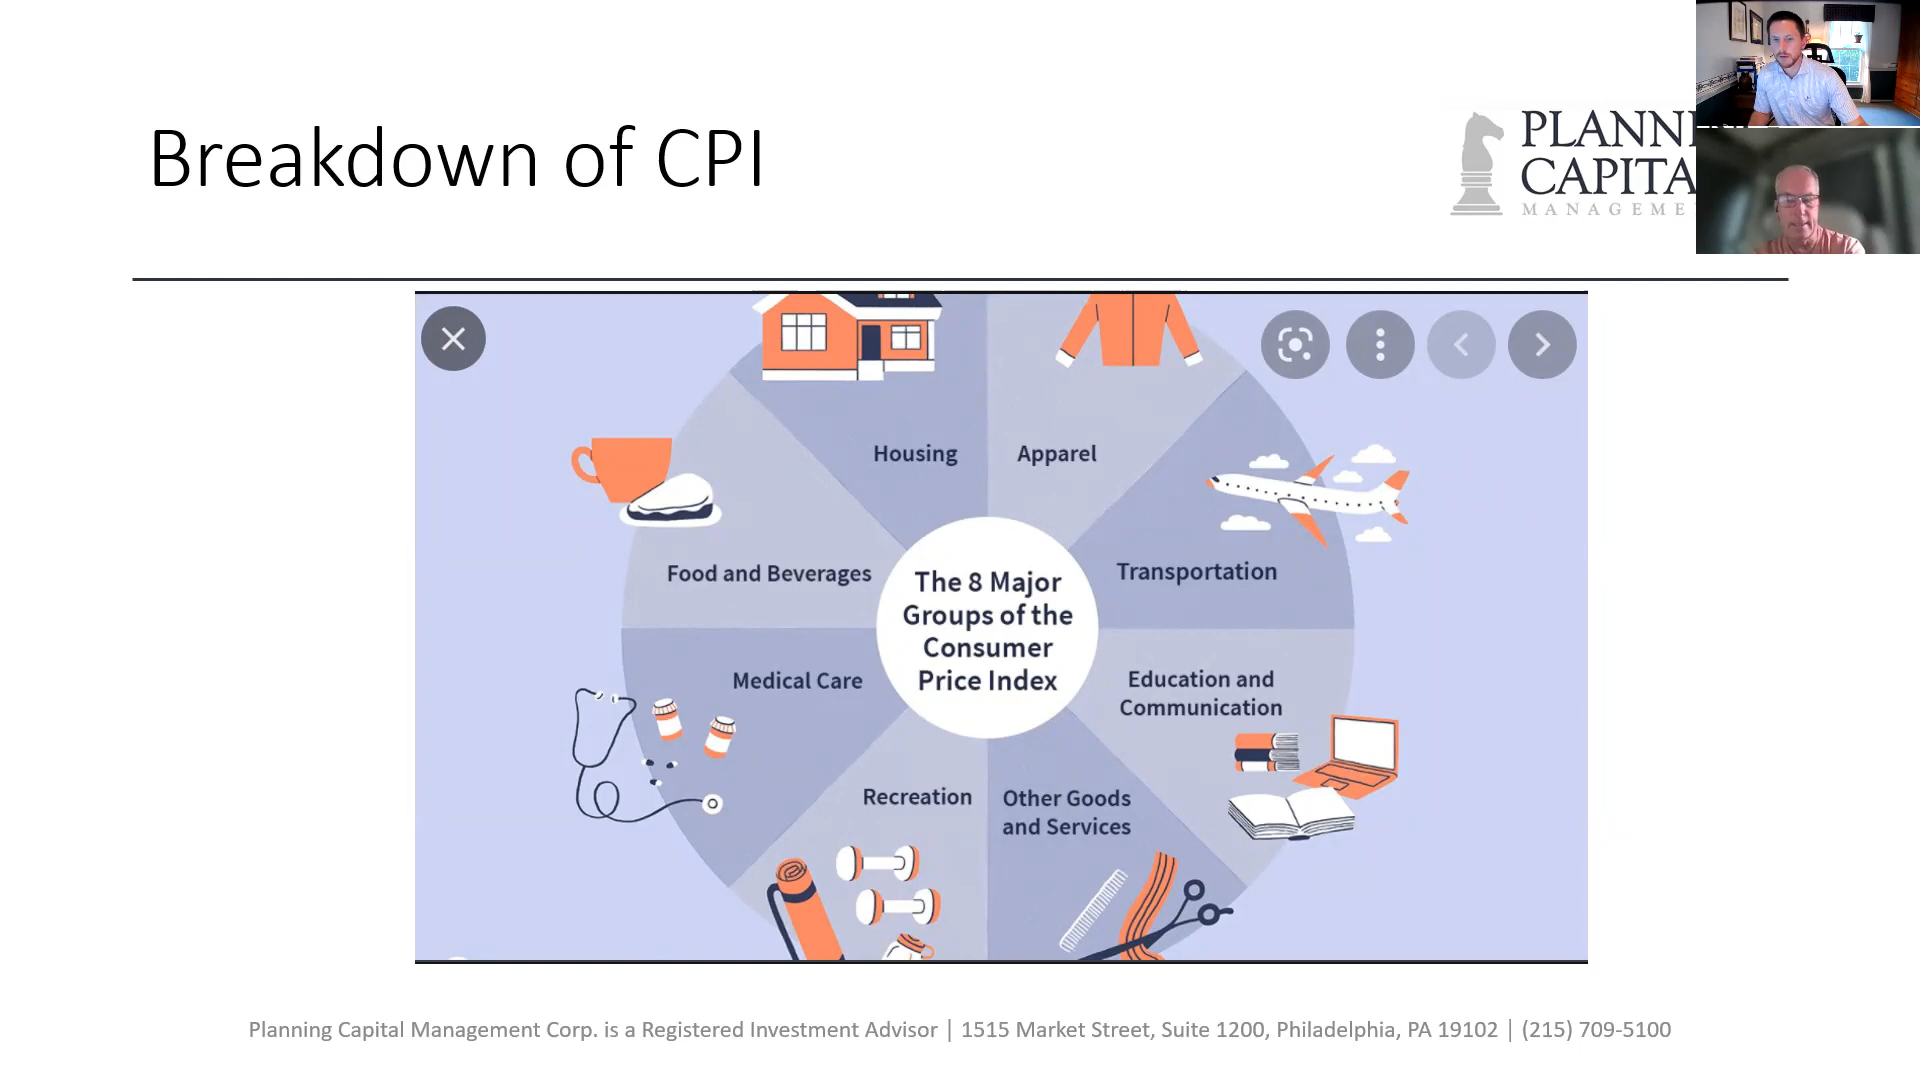 Breakdown of CPI
PLANNI
CAPITA
MANAGEME
Housing
Apparel
Food and Beverages
Transportation
The 8 Major
Groups of the
Consumer
Price Index
Medical Care
Education and
Communication
Recreation
Other Goods
and Services
Planning Capital Management Corp. is a Registered Investment Advisor | 1515 Market Street, Suite 1200, Philadelphia, PA 19102 | (215) 709-5100